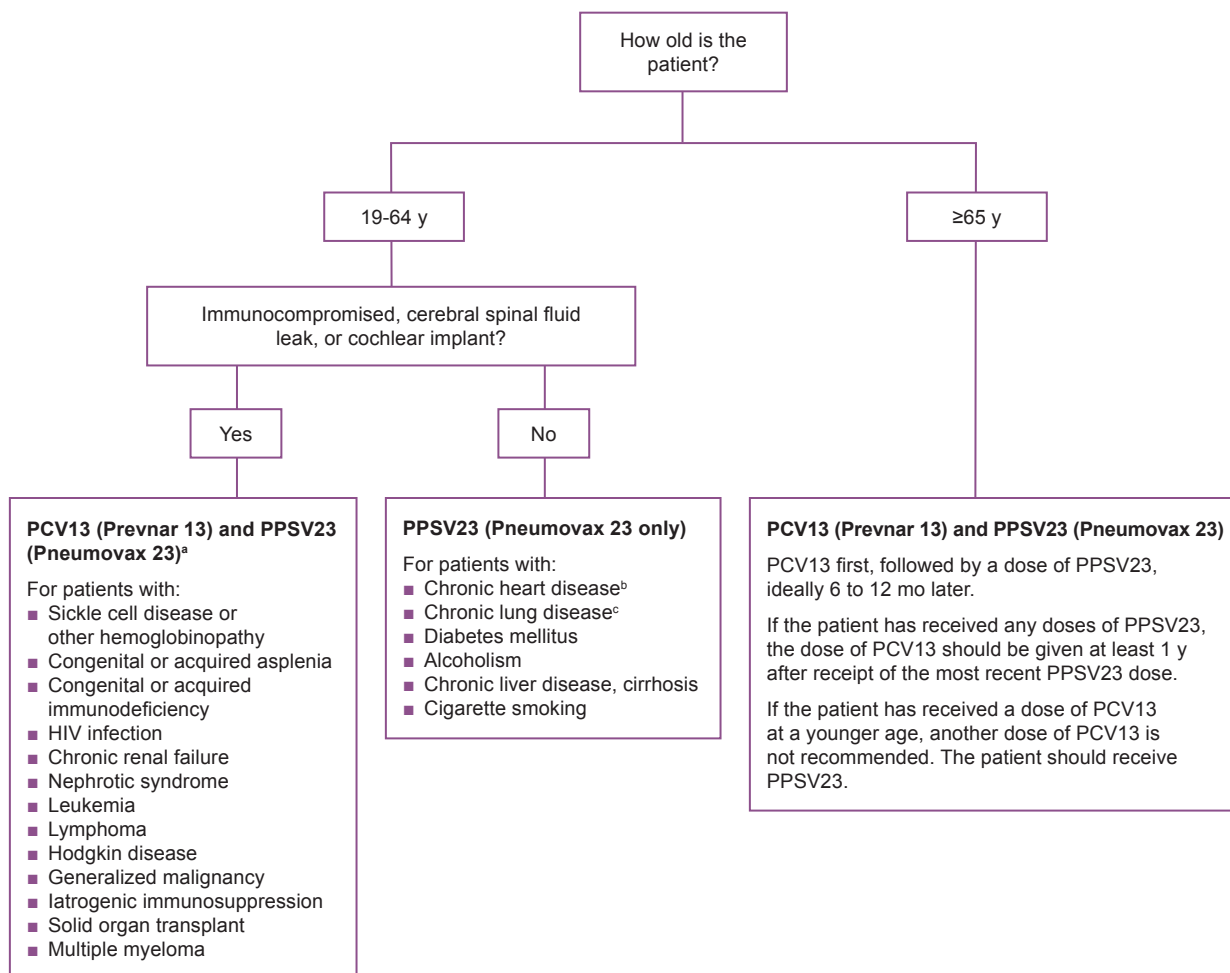 How old is the
patient?
19-64 y
≥65 y
Immunocompromised, cerebral spinal fluid
leak, or cochlear implant?
Yes
No
PCV13 (Prevnar 13) and PPSV23
(Pneumovax 23)ᵃ
For patients with:
■ Sickle cell disease or
other hemoglobinopathy
■ Congenital or acquired asplenia
■ Congenital or acquired
immunodeficiency
■ HIV infection
■ Chronic renal failure
■ Nephrotic syndrome
■ Leukemia
■ Lymphoma
■ Hodgkin disease
■ Generalized malignancy
■ Iatrogenic immunosuppression
■ Solid organ transplant
■ Multiple myeloma
PPSV23 (Pneumovax 23 only)
For patients with:
■ Chronic heart diseaseᵇ
■ Chronic lung diseaseᶜ
■ Diabetes mellitus
■ Alcoholism
■ Chronic liver disease, cirrhosis
■ Cigarette smoking
PCV13 (Prevnar 13) and PPSV23 (Pneumovax 23)
PCV13 first, followed by a dose of PPSV23,
ideally 6 to 12 mo later.
If the patient has received any doses of PPSV23,
the dose of PCV13 should be given at least 1 y
after receipt of the most recent PPSV23 dose.
If the patient has received a dose of PCV13
at a younger age, another dose of PCV13 is
not recommended. The patient should receive
PPSV23.